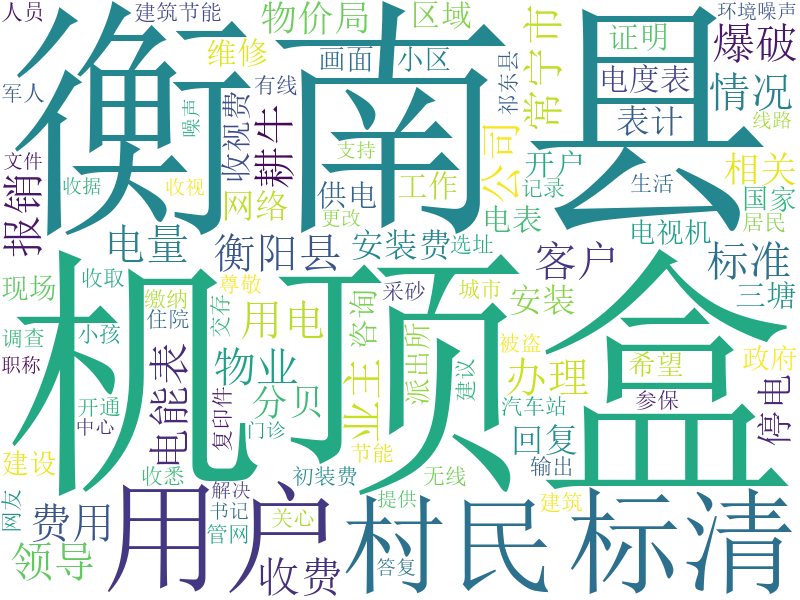 人员
建筑节能
物价局
区域
环境噪声
衡南县
维修
画面
小区
证明
爆破
军人
噪声
收视费
有线
耕牛
常宁市
祁东县
电度表
情况
表计
线路
文件
收据
收视
支持
公司
开户
记录
生活
相关
国家
居民
报销
网络
供电
更改
工作
电表
电视机
电量
衡阳县
安装费
选址
客户
标准
机顶盒
现场
收取
缴纳
尊敬
交存
采砂
城市
安装
三塘
调查
小孩
住院
用电
咨询
派出所
被盗
职称
电能表
物业
业主
建议
办理
希望
政府
开通
中心
复印件
分贝
门诊
汽车站
参保
停电
建设
收悉
初装费
节能
无线
回复
输出
网友
费用
用户
解决
书记
管网
关心
提供
村民
建筑
标清
领导
收费
答复